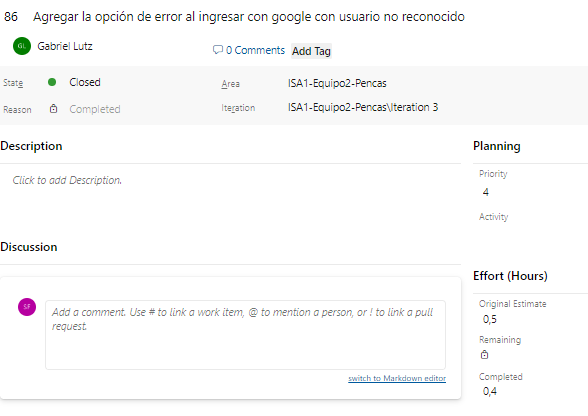 86 Agregar la opción de error al ingresar con google con usuario no reconocido
GL Gabriel Lutz 0 Comments Add Tag
State Closed Area ISA1-Equipo2-Pencas
Reason Completed Iteration ISA1-Equipo2-Pencas\Iteration 3
Description
Click to add Description.
Planning
Priority
4
Activity
Discussion
SF
Add a comment. Use # to link a work item, @ to mention a person, or ! to link a pull
request.
switch to Markdown editor
Effort (Hours)
Original Estimate
0,5
Remaining
Completed
0,4